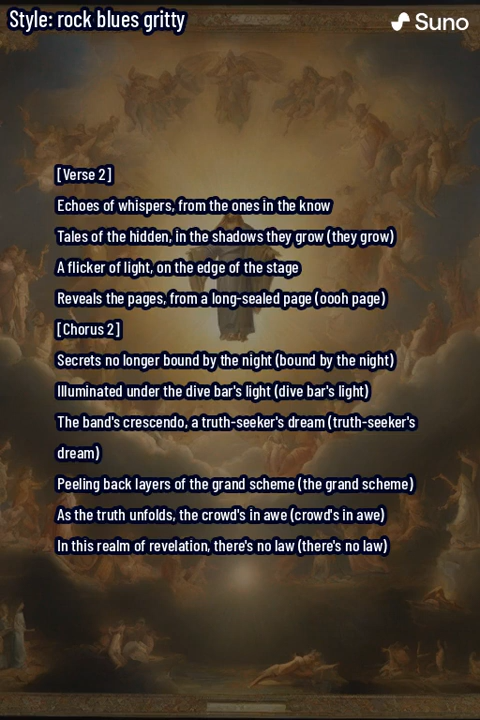 Style: rock blues gritty
Suno
[Verse 2]
Echoes of whispers, from the ones in the know
Tales of the hidden, in the shadows they grow (they grow)
A flicker of light, on the edge of the stage
Reveals the pages, from a long-sealed page (oooh page)
[Chorus 2]
Secrets no longer bound by the night (bound by the night)
Illuminated under the dive bar's light (dive bar's light)
The band's crescendo, a truth-seeker's dream (truth-seeker's
dream)
Peeling back layers of the grand scheme (the grand scheme)
As the truth unfolds, the crowd's in awe (crowd's in awe)
In this realm of revelation, there's no law (there's no law)